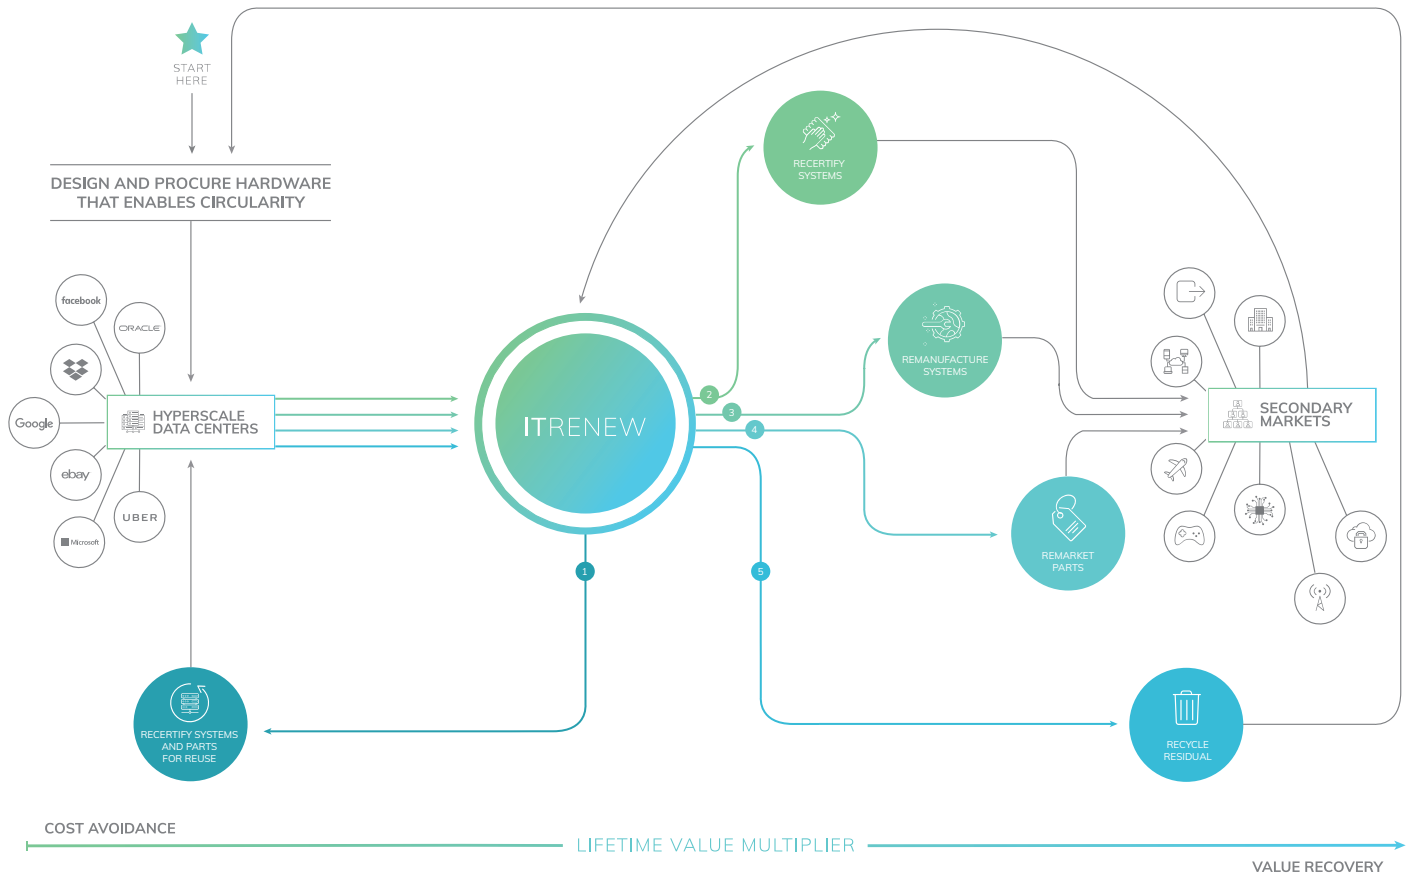 START
HERE
DESIGN AND PROCURE HARDWARE
THAT ENABLES CIRCULARITY
facebook
ORACLE
Google
ebay
Microsoft
UBER
HYPERSCALE
DATA CENTERS
ITRENEW
1
2
3
4
5
RECERTIFY
SYSTEMS
REMANUFACTURE
SYSTEMS
REMARKET
PARTS
SECONDARY
MARKETS
RECERTIFY SYSTEMS
AND PARTS
FOR REUSE
RECYCLE
RESIDUAL
COST AVOIDANCE
LIFETIME VALUE MULTIPLIER
VALUE RECOVERY